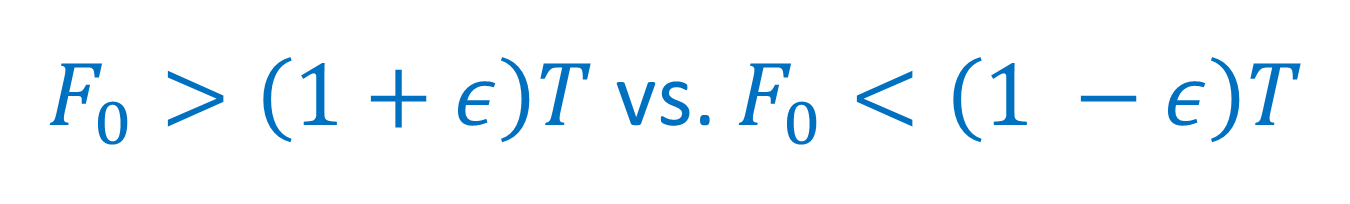 𝐹₀ > (1 + 𝜖)𝑇 vs. 𝐹₀ < (1 − 𝜖)𝑇